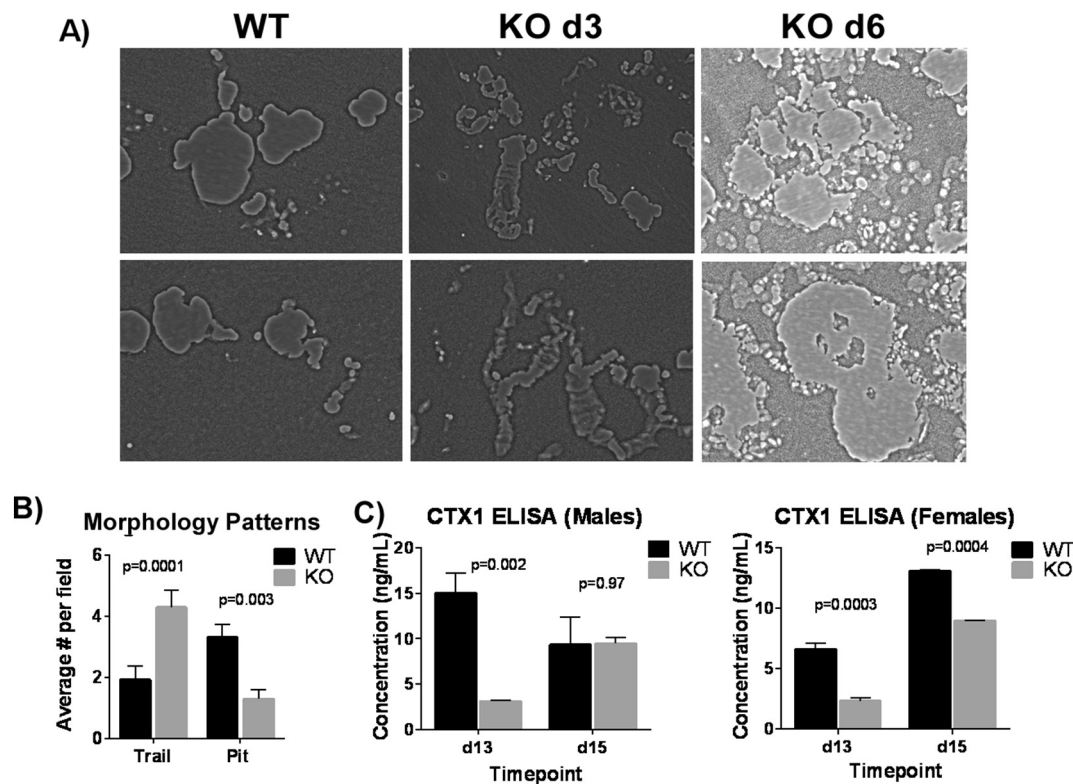 A)
WT
KO d3
KO d6
B)
Morphology Patterns
WT
KO
p=0.0001
p=0.003
Average # per field
6
4
2
0
Trail
Pit
C)
CTX1 ELISA (Males)
WT
KO
p=0.002
p=0.97
Concentration (ng/mL)
20
15
10
5
0
d13
d15
Timepoint
CTX1 ELISA (Females)
WT
KO
p=0.0003
p=0.0004
Concentration (ng/mL)
15
10
5
0
d13
d15
Timepoint